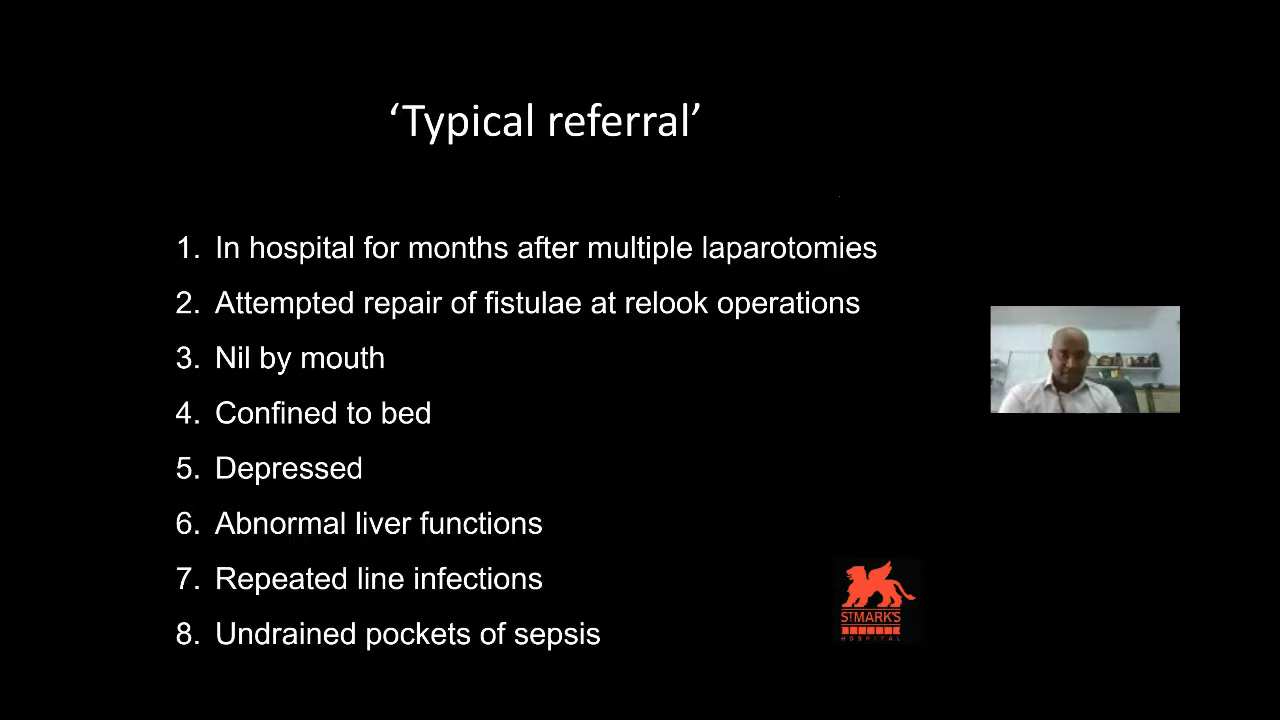 ‘Typical referral’
1. In hospital for months after multiple laparotomies
2. Attempted repair of fistulae at relook operations
3. Nil by mouth
4. Confined to bed
5. Depressed
6. Abnormal liver functions
7. Repeated line infections
8. Undrained pockets of sepsis
ST MARK'S
HOSPITAL